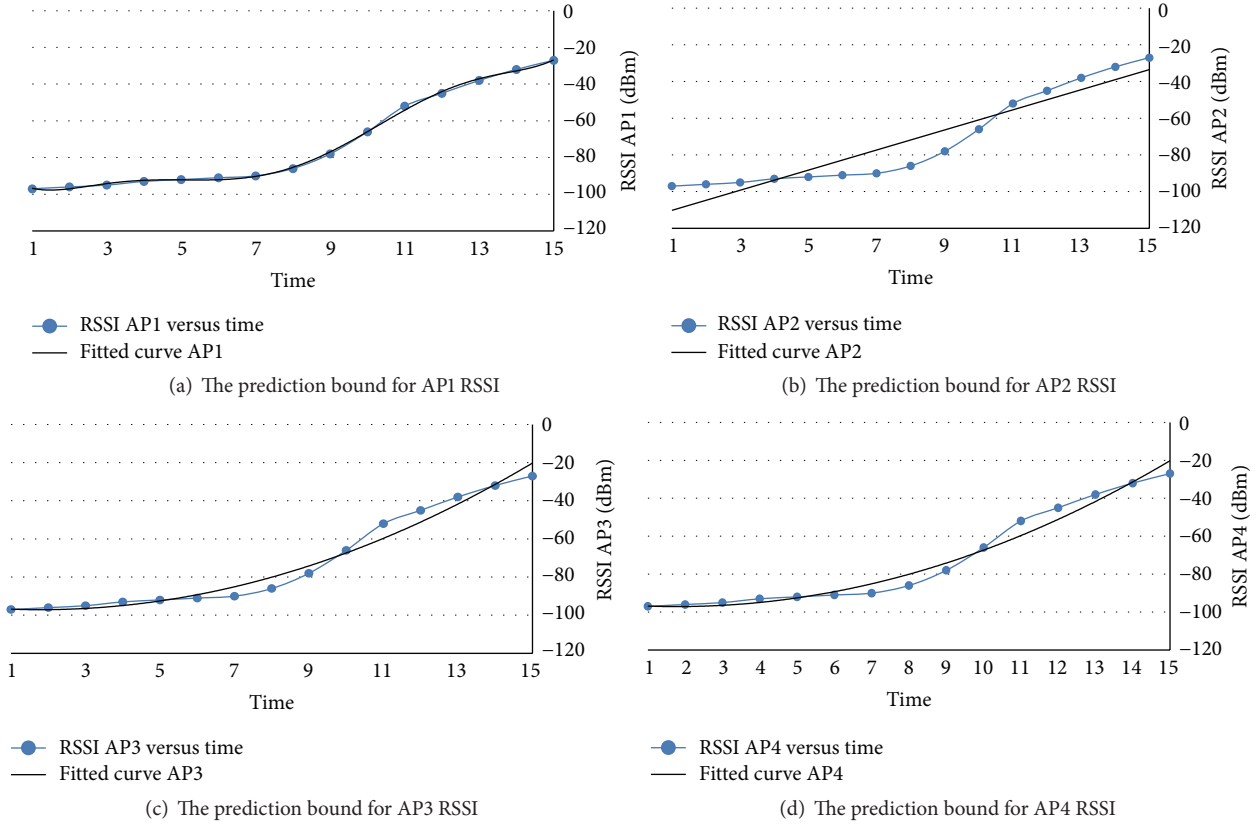 0
−20
−40
−60
−80
−100
−120
RSSI AP1 (dBm)
1 3 5 7 9 11 13 15
Time
RSSI AP1 versus time
Fitted curve AP1
(a) The prediction bound for AP1 RSSI
0
−20
−40
−60
−80
−100
−120
RSSI AP2 (dBm)
1 3 5 7 9 11 13 15
Time
RSSI AP2 versus time
Fitted curve AP2
(b) The prediction bound for AP2 RSSI
0
−20
−40
−60
−80
−100
−120
RSSI AP3 (dBm)
1 3 5 7 9 11 13 15
Time
RSSI AP3 versus time
Fitted curve AP3
(c) The prediction bound for AP3 RSSI
0
−20
−40
−60
−80
−100
−120
RSSI AP4 (dBm)
1 2 3 4 5 6 7 8 9 10 11 12 13 14 15
Time
RSSI AP4 versus time
Fitted curve AP4
(d) The prediction bound for AP4 RSSI